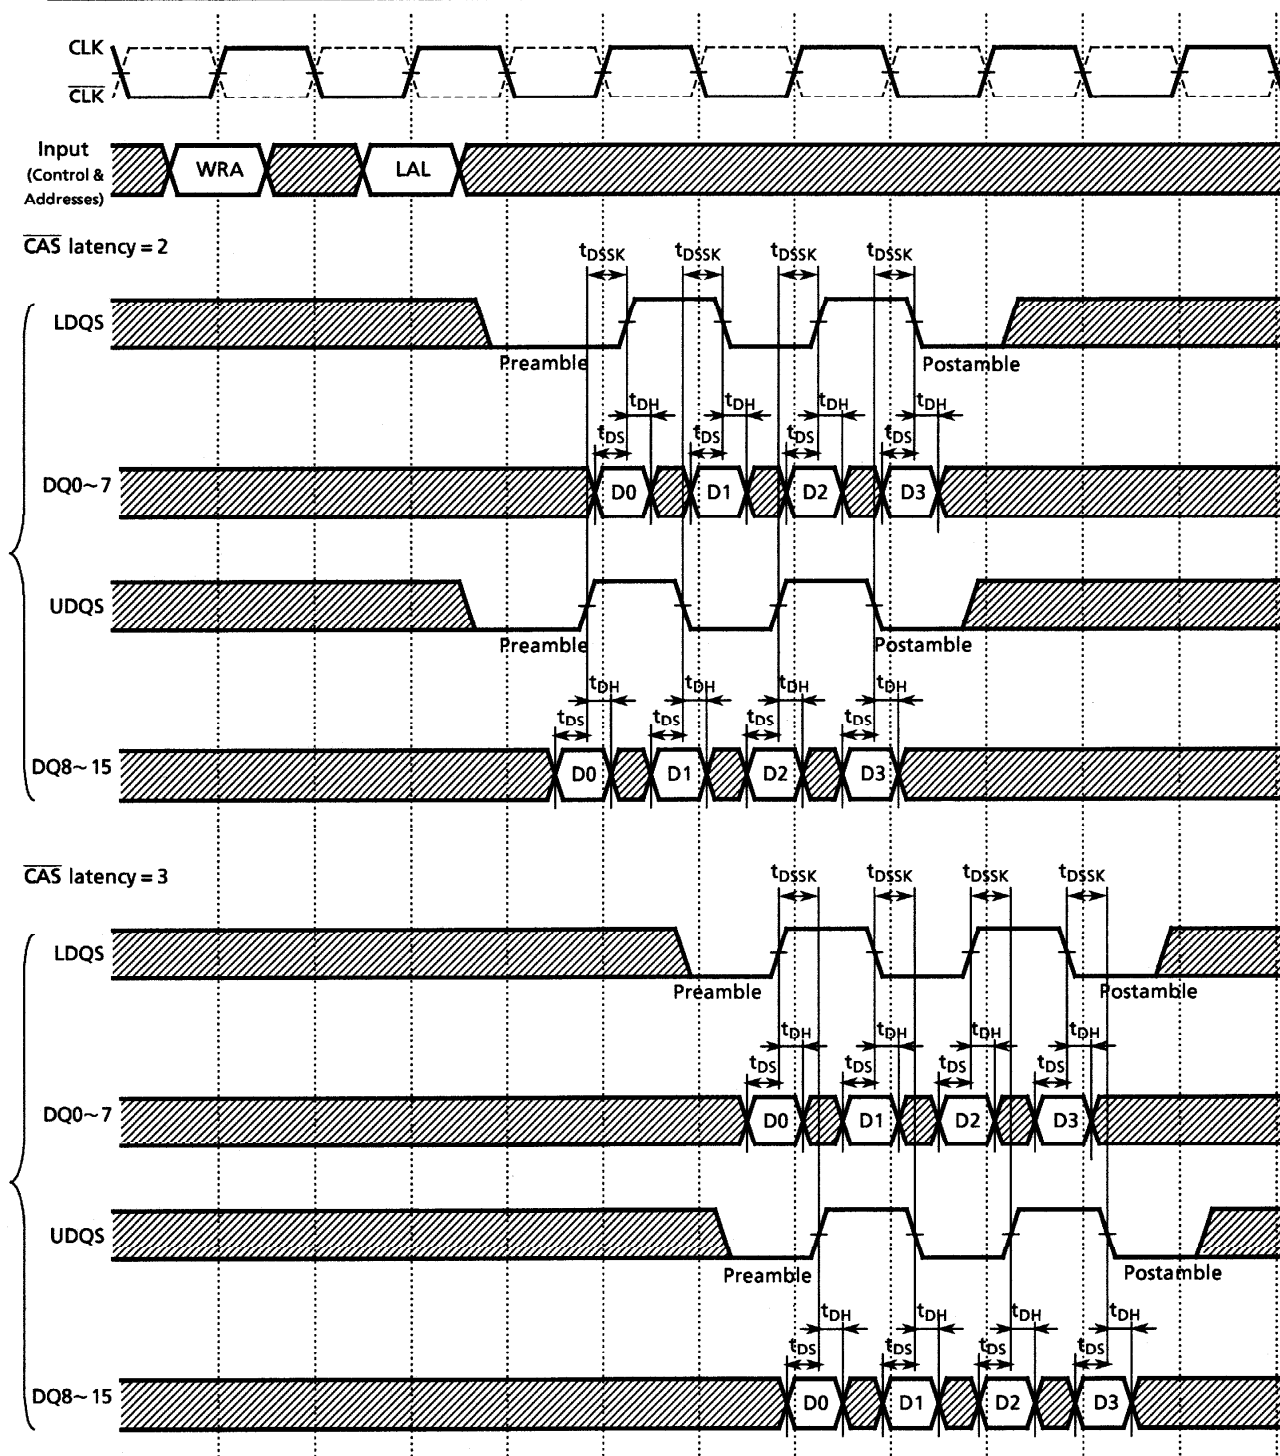 CLK
CLK
Input
(Control &
Addresses)
WRA
LAL
CAS latency = 2
tDSSK tDSSK tDSSK tDSSK
LDQS
Preamble
Postamble
tDH tDH tDH tDH
tDS tDS tDS tDS
DQ0~7
D0 D1 D2 D3
UDQS
Preamble
Postamble
tDH tDH tDH tDH
tDS tDS tDS tDS
DQ8~15
D0 D1 D2 D3
CAS latency = 3
tDSSK tDSSK tDSSK tDSSK
LDQS
Preamble
Postamble
tDH tDH tDH tDH
tDS tDS tDS tDS
DQ0~7
D0 D1 D2 D3
UDQS
Preamble
Postamble
tDH tDH tDH tDH
tDS tDS tDS tDS
DQ8~15
D0 D1 D2 D3